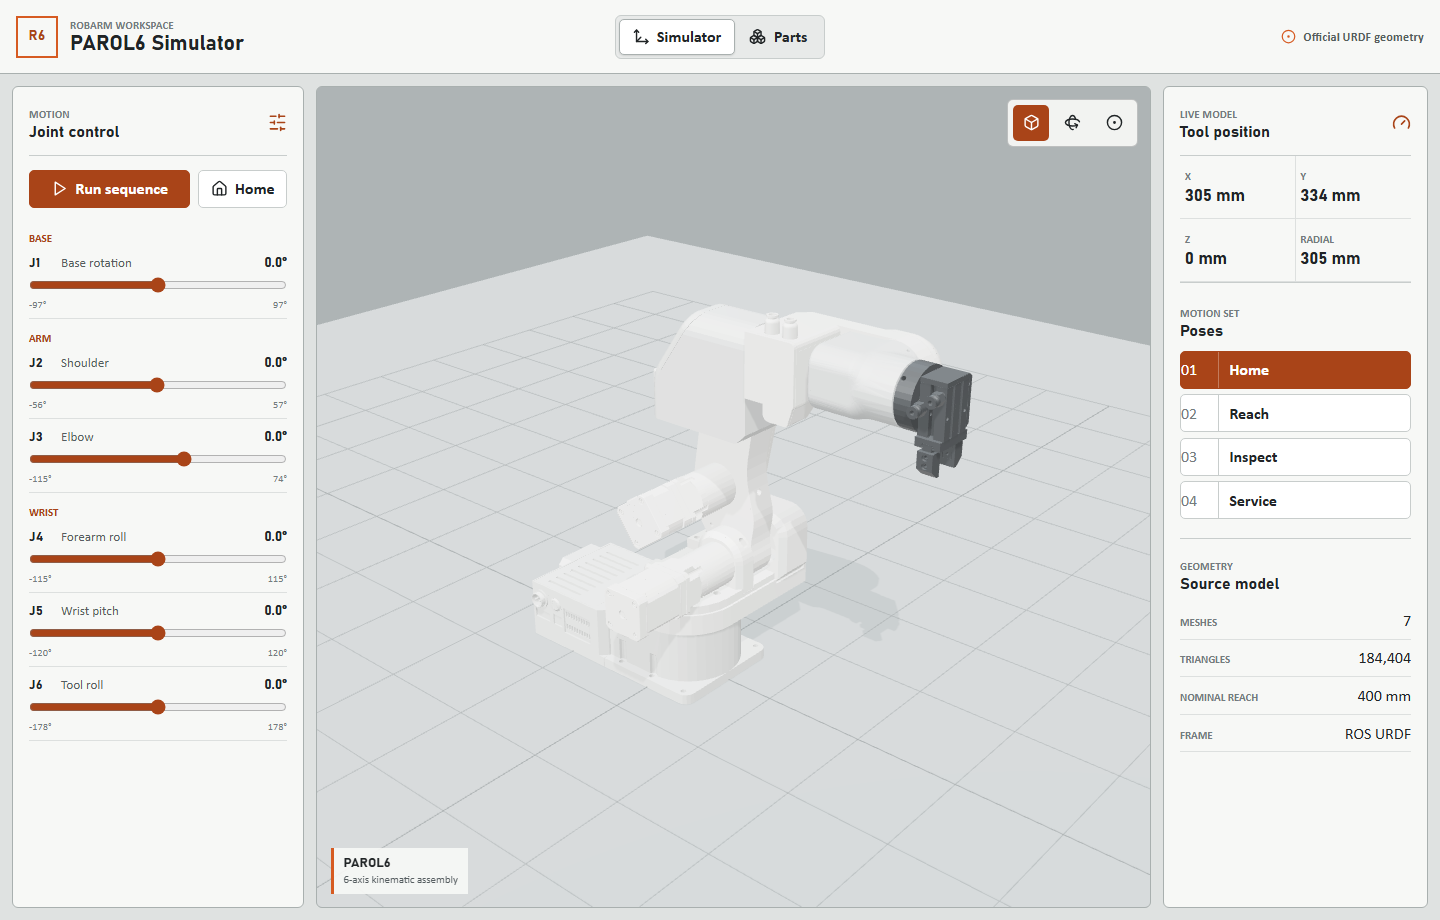 R6
ROBARM WORKSPACE
PAROL6 Simulator
Simulator
Parts
Official URDF geometry
MOTION
Joint control
Run sequence
Home
BASE
J1 Base rotation 0.0°
-97° 97°
ARM
J2 Shoulder 0.0°
-56° 57°
J3 Elbow 0.0°
-115° 74°
WRIST
J4 Forearm roll 0.0°
-115° 115°
J5 Wrist pitch 0.0°
-120° 120°
J6 Tool roll 0.0°
-178° 178°
PAROL6
6-axis kinematic assembly
LIVE MODEL
Tool position
X Y
305 mm 334 mm
Z RADIAL
0 mm 305 mm
MOTION SET
Poses
01 Home
02 Reach
03 Inspect
04 Service
GEOMETRY
Source model
MESHES 7
TRIANGLES 184,404
NOMINAL REACH 400 mm
FRAME ROS URDF